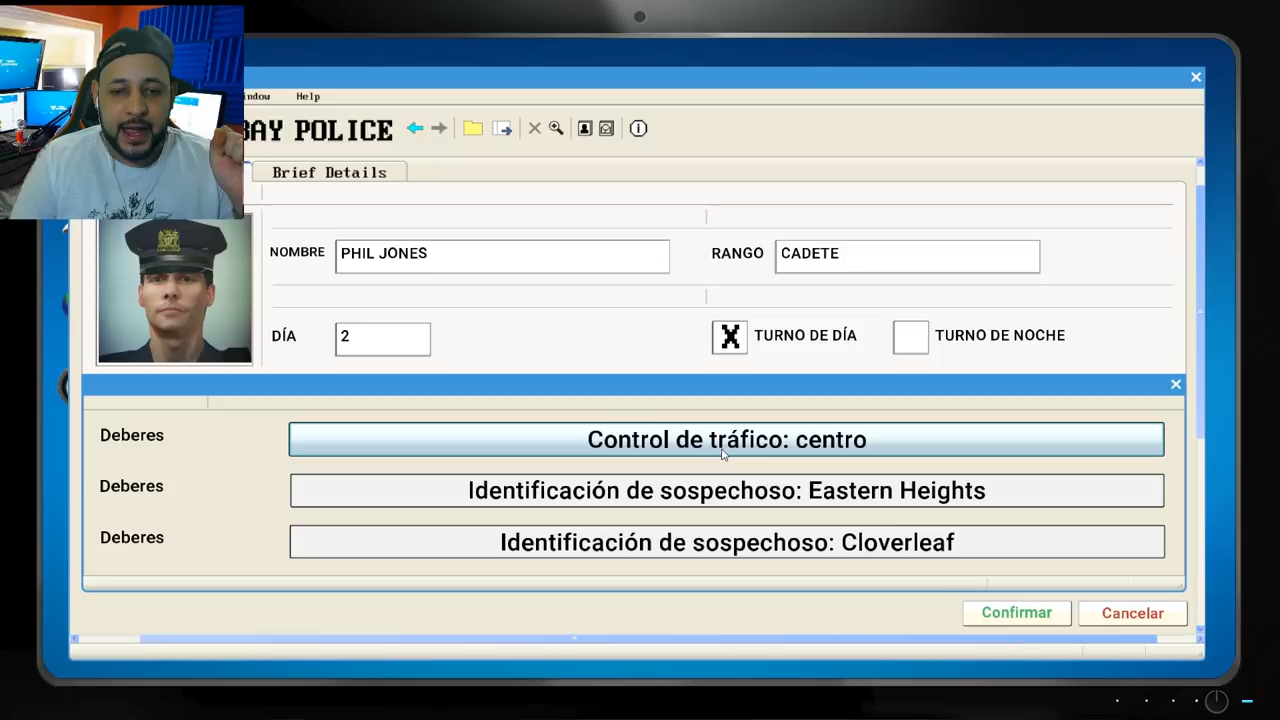 indow Help
BAY POLICE
Brief Details
NOMBRE PHIL JONES RANGO CADETE
DÍA 2 X TURNO DE DÍA TURNO DE NOCHE
Deberes Control de tráfico: centro
Deberes Identificación de sospechoso: Eastern Heights
Deberes Identificación de sospechoso: Cloverleaf
Confirmar Cancelar